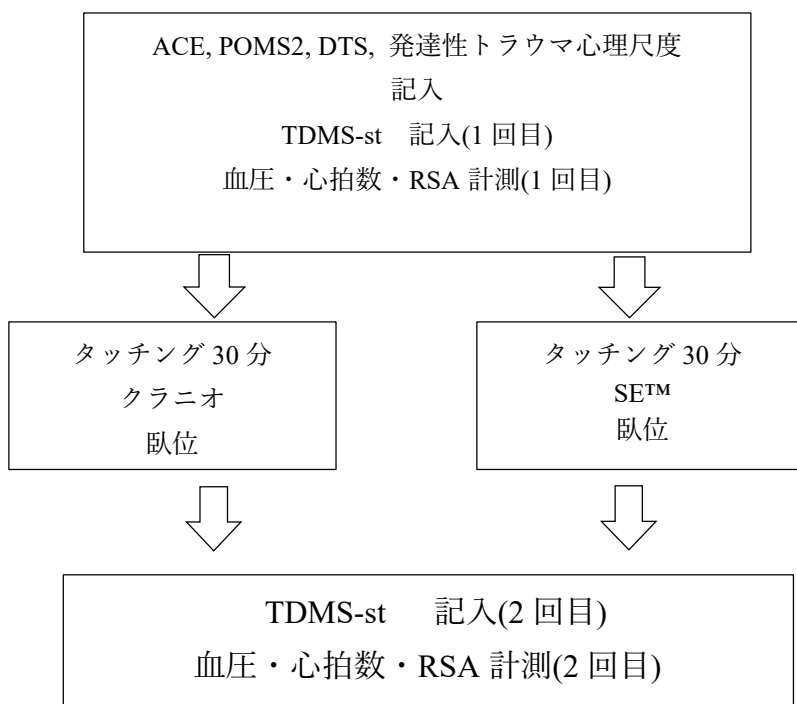 ACE, POMS2, DTS, 発達性トラウマ心理尺度
記入
TDMS-st 記入(1 回目)
血圧・心拍数・RSA 計測(1 回目)
タッチング 30 分
クラニオ
臥位
タッチング 30 分
SE™
臥位
TDMS-st 記入(2 回目)
血圧・心拍数・RSA 計測(2 回目)